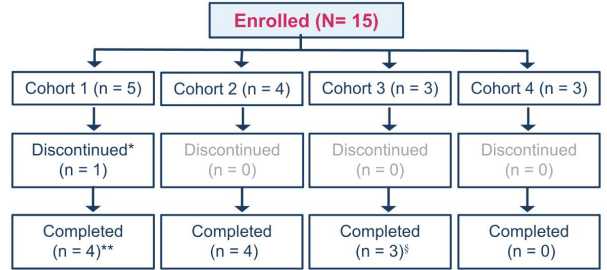 Enrolled (N= 15)
Cohort 1 (n = 5)
Cohort 2 (n = 4)
Cohort 3 (n = 3)
Cohort 4 (n = 3)
Discontinued*
(n = 1)
Discontinued
(n = 0)
Discontinued
(n = 0)
Discontinued
(n = 0)
Completed
(n = 4)**
Completed
(n = 4)
Completed
(n = 3)§
Completed
(n = 0)